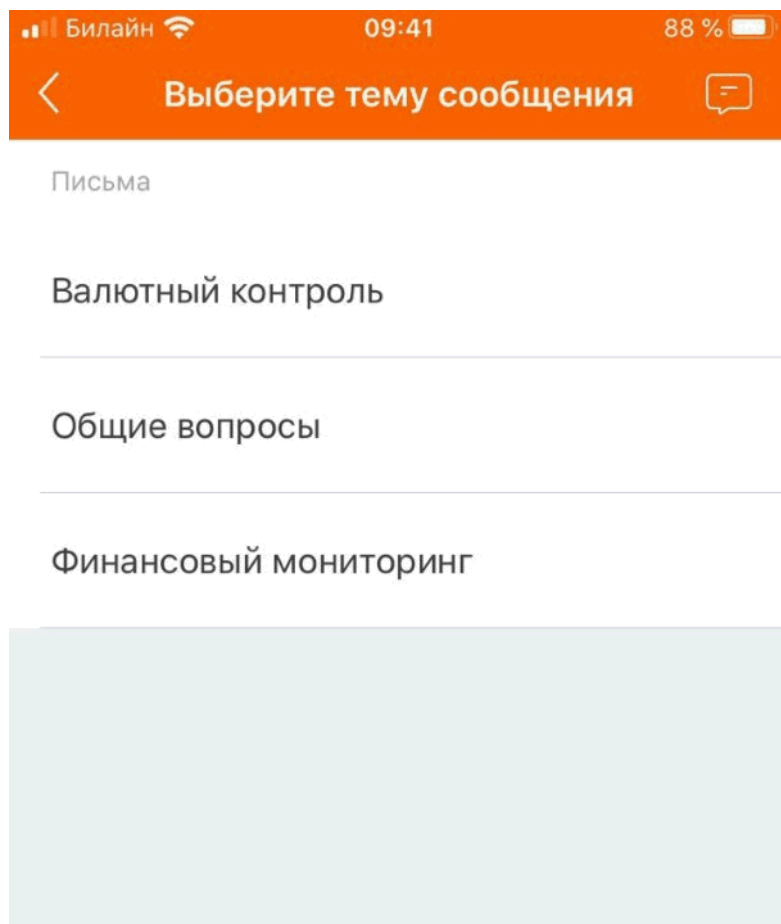 Билайн 09:41 88 %
Выберите тему сообщения
Письма
Валютный контроль
Общие вопросы
Финансовый мониторинг